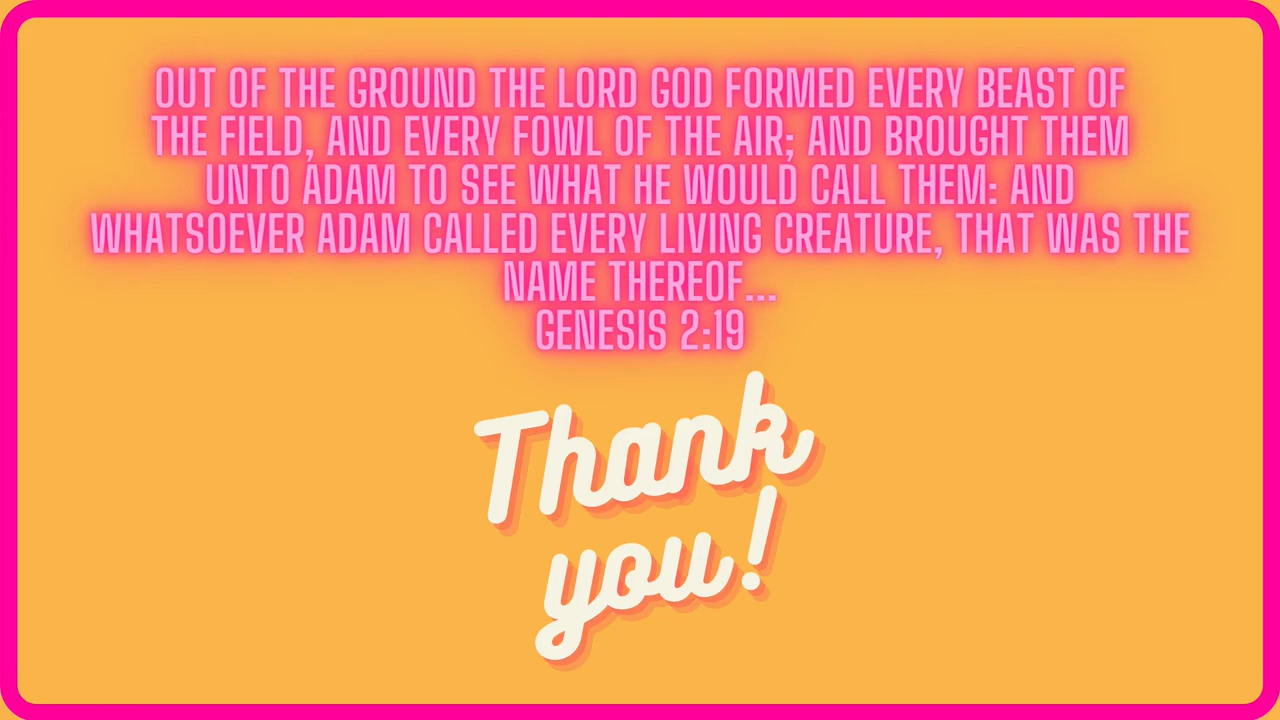 OUT OF THE GROUND THE LORD GOD FORMED EVERY BEAST OF
THE FIELD, AND EVERY FOWL OF THE AIR; AND BROUGHT THEM
UNTO ADAM TO SEE WHAT HE WOULD CALL THEM: AND
WHATSOEVER ADAM CALLED EVERY LIVING CREATURE, THAT WAS THE
NAME THEREOF...
GENESIS 2:19
Thank
you!